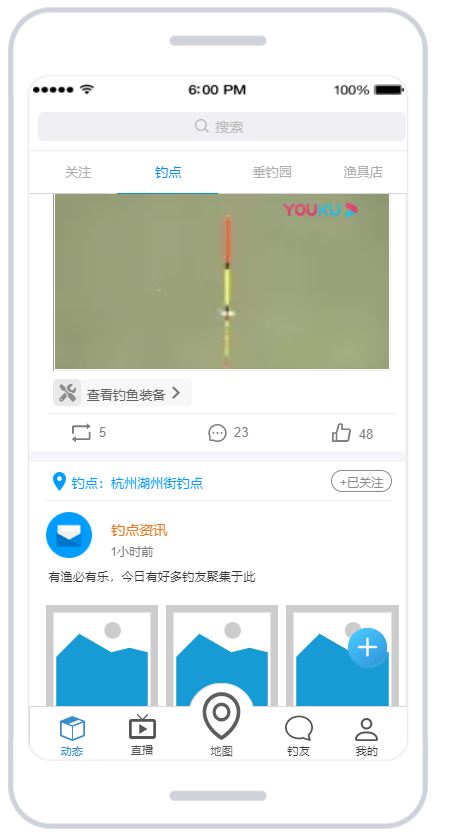 6:00 PM
100%
搜索
关注
钓点
垂钓园
渔具店
YOUKU
查看钓鱼装备
5
23
48
钓点：杭州湖州街钓点
+已关注
钓点资讯
1小时前
有渔必有乐，今日有好多钓友聚集于此
动态
直播
地图
钓友
我的